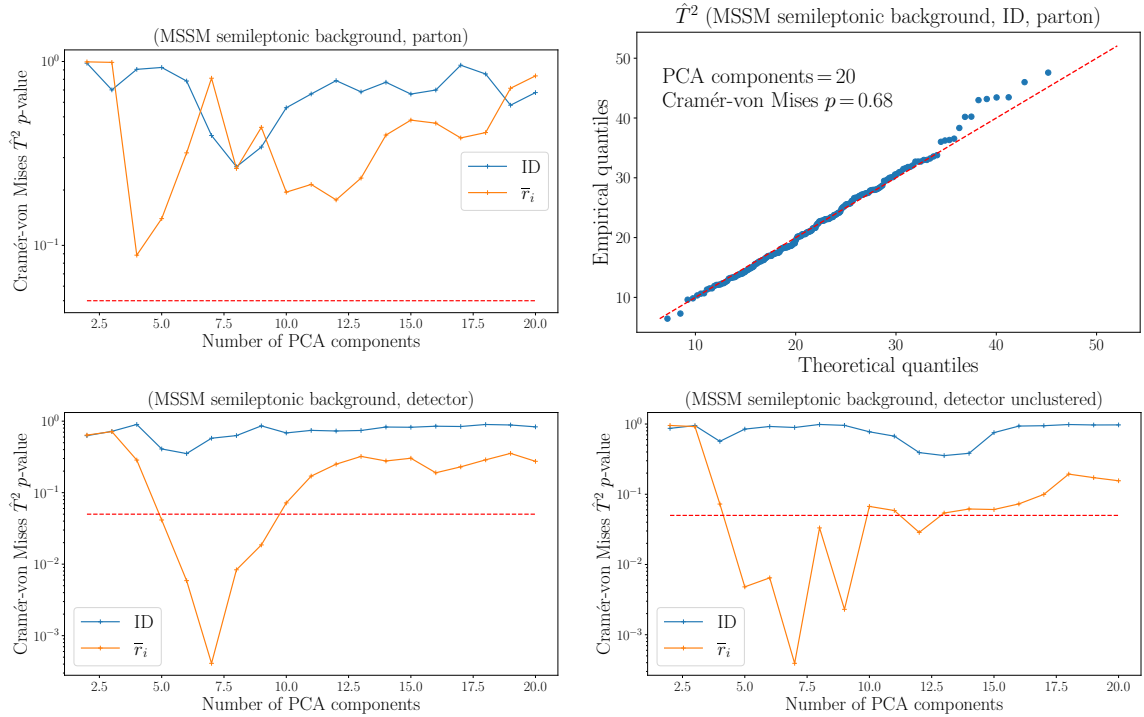 (MSSM semileptonic background, parton)
Cramér-von Mises T̂² p-value
10⁰
10⁻¹
ID
r̅ᵢ
2.5 5.0 7.5 10.0 12.5 15.0 17.5 20.0
Number of PCA components
T̂² (MSSM semileptonic background, ID, parton)
PCA components = 20
Cramér-von Mises p = 0.68
Empirical quantiles
50
40
30
20
10
10 20 30 40 50
Theoretical quantiles
(MSSM semileptonic background, detector)
Cramér-von Mises T̂² p-value
10⁰
10⁻¹
10⁻²
10⁻³
ID
r̅ᵢ
2.5 5.0 7.5 10.0 12.5 15.0 17.5 20.0
Number of PCA components
(MSSM semileptonic background, detector unclustered)
Cramér-von Mises T̂² p-value
10⁰
10⁻¹
10⁻²
10⁻³
ID
r̅ᵢ
2.5 5.0 7.5 10.0 12.5 15.0 17.5 20.0
Number of PCA components